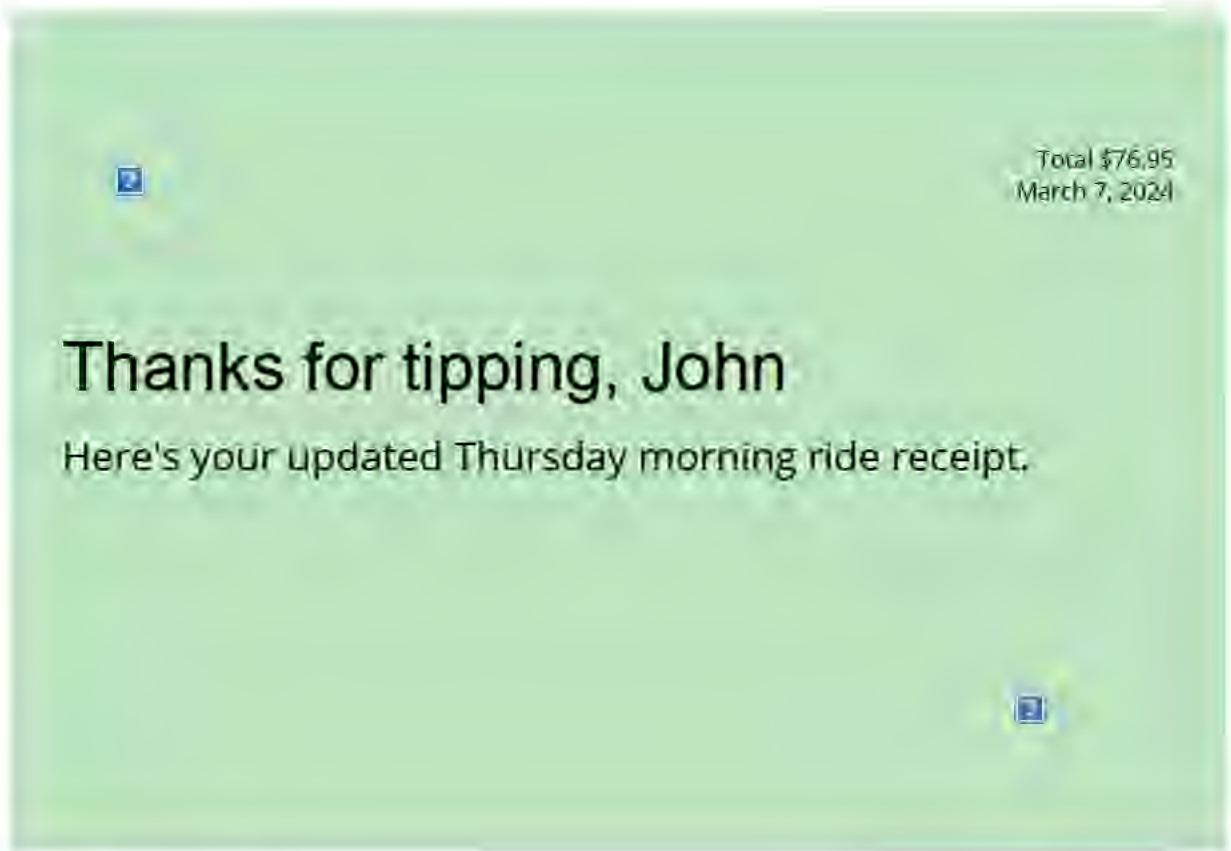 Total $76.95
March 7, 2024
Thanks for tipping, John
Here's your updated Thursday morning ride receipt.